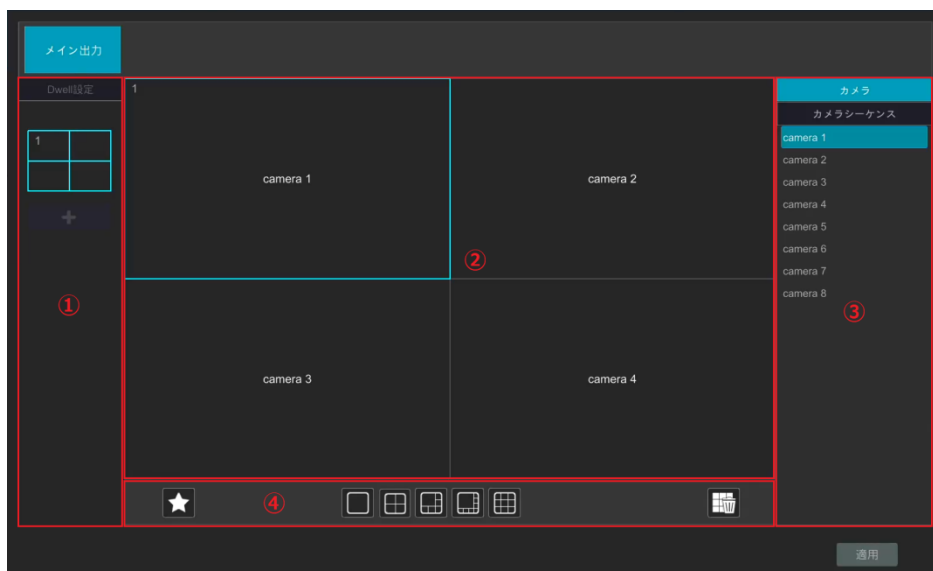 メイン出力
Dwell設定
1
①
1
camera 1
camera 2
②
camera 3
camera 4
④
カメラ
カメラシーケンス
camera 1
camera 2
camera 3
camera 4
camera 5
camera 6
camera 7
camera 8
③
適用